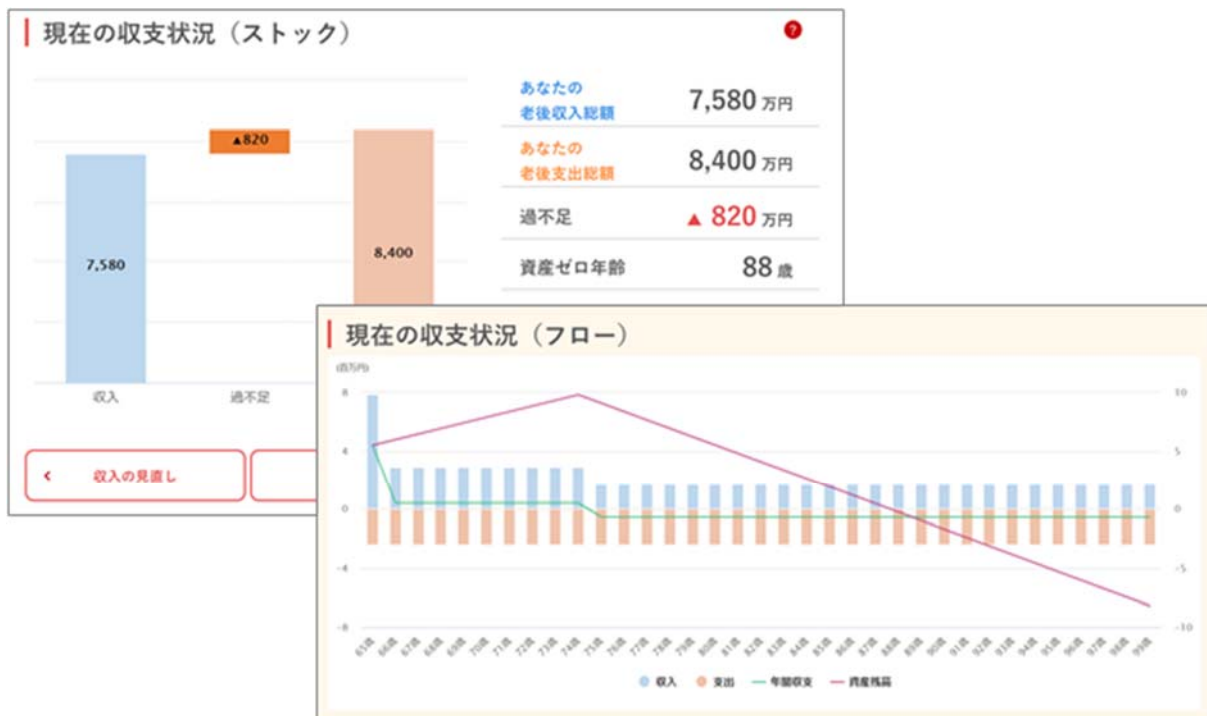 現在の収支状況（ストック）
?
▲820
7,580
8,400
収入
過不足
あなたの
老後収入総額
7,580 万円
あなたの
老後支出総額
8,400 万円
過不足
▲ 820 万円
資産ゼロ年齢
88 歳
‹ 収入の見直し
現在の収支状況（フロー）
(百万円)
8
4
0
-4
-8
10
5
0
-5
-10
65歳 66歳 67歳 68歳 69歳 70歳 71歳 72歳 73歳 74歳 75歳 76歳 77歳 78歳 79歳 80歳 81歳 82歳 83歳 84歳 85歳 86歳 87歳 88歳 89歳 90歳 91歳 92歳 93歳 94歳 95歳 96歳 97歳 98歳 99歳
収入 支出 年間収支 資産残高